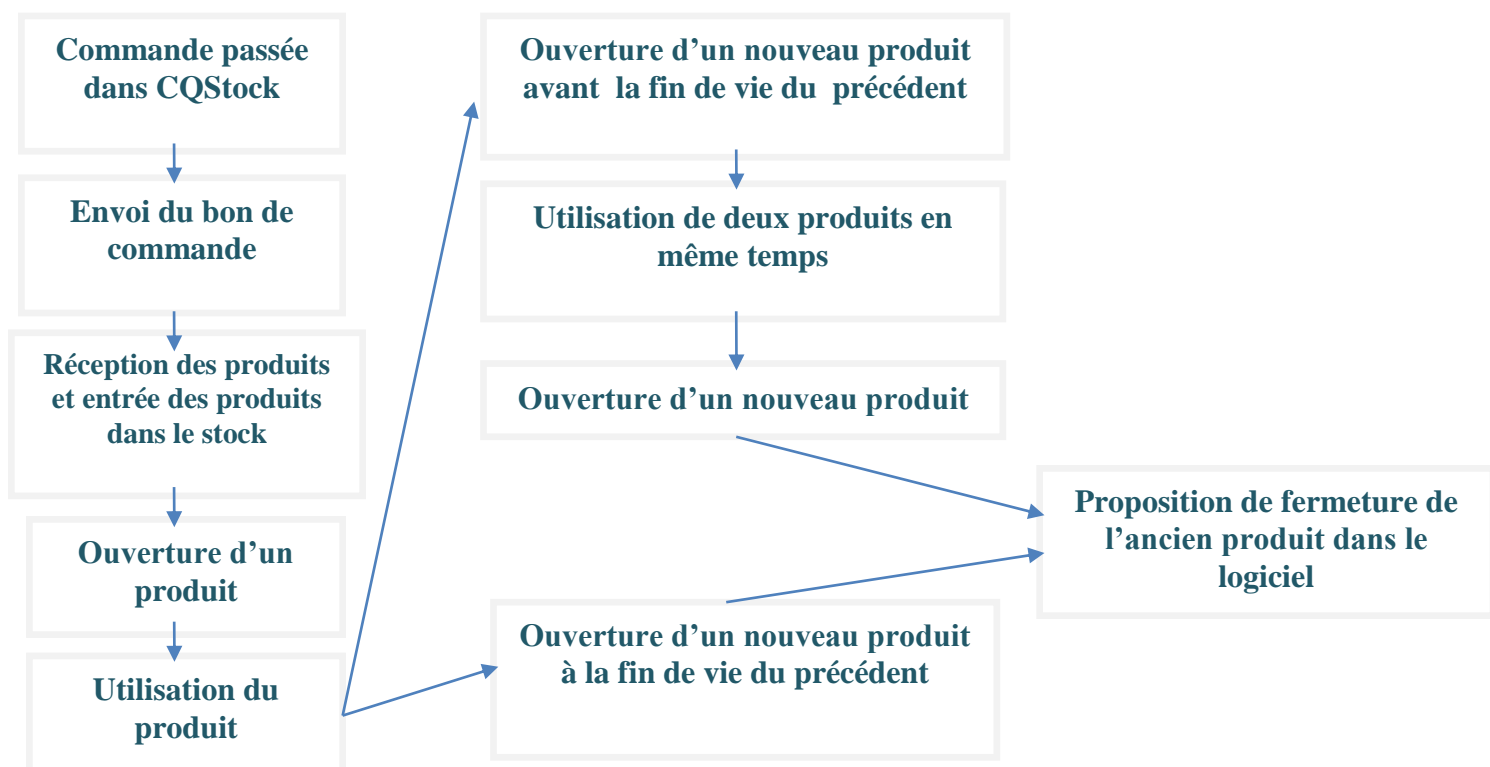 Commande passée
dans CQStock
Envoi du bon de
commande
Réception des produits
et entrée des produits
dans le stock
Ouverture d’un
produit
Utilisation du
produit
Ouverture d’un nouveau produit
avant la fin de vie du précédent
Utilisation de deux produits en
même temps
Ouverture d’un nouveau produit
Ouverture d’un nouveau produit
à la fin de vie du précédent
Proposition de fermeture de
l’ancien produit dans le
logiciel